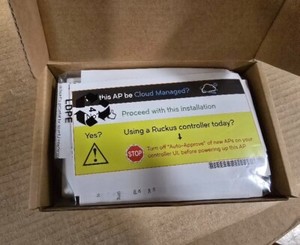 this AP be Cloud Managed?
Proceed with this installation
LDPE
Yes?
Using a Ruckus controller today?
STOP
Turn off "Auto-Approve" of new APs on your
controller UI, before powering up this AP